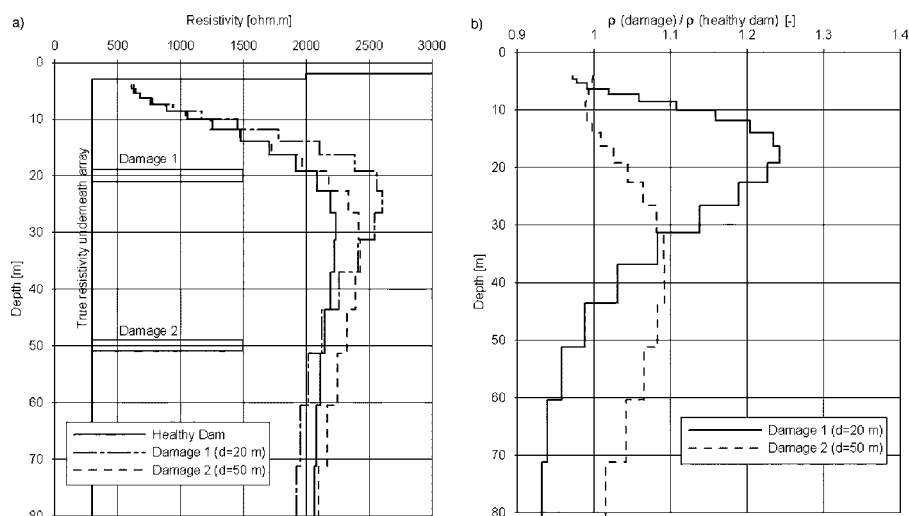 a)
Resistivity [ohm.m]
0 500 1000 1500 2000 2500 3000
0
10
20
30
40
50
60
70
80
Depth [m]
True resistivity underneath array
Damage 1
Damage 2
Healthy Dam
Damage 1 (d=20 m)
Damage 2 (d=50 m)
b)
ρ (damage) / ρ (healthy dam) [-]
0.9 1 1.1 1.2 1.3 1.4
0
10
20
30
40
50
60
70
80
Depth [m]
Damage 1 (d=20 m)
Damage 2 (d=50 m)